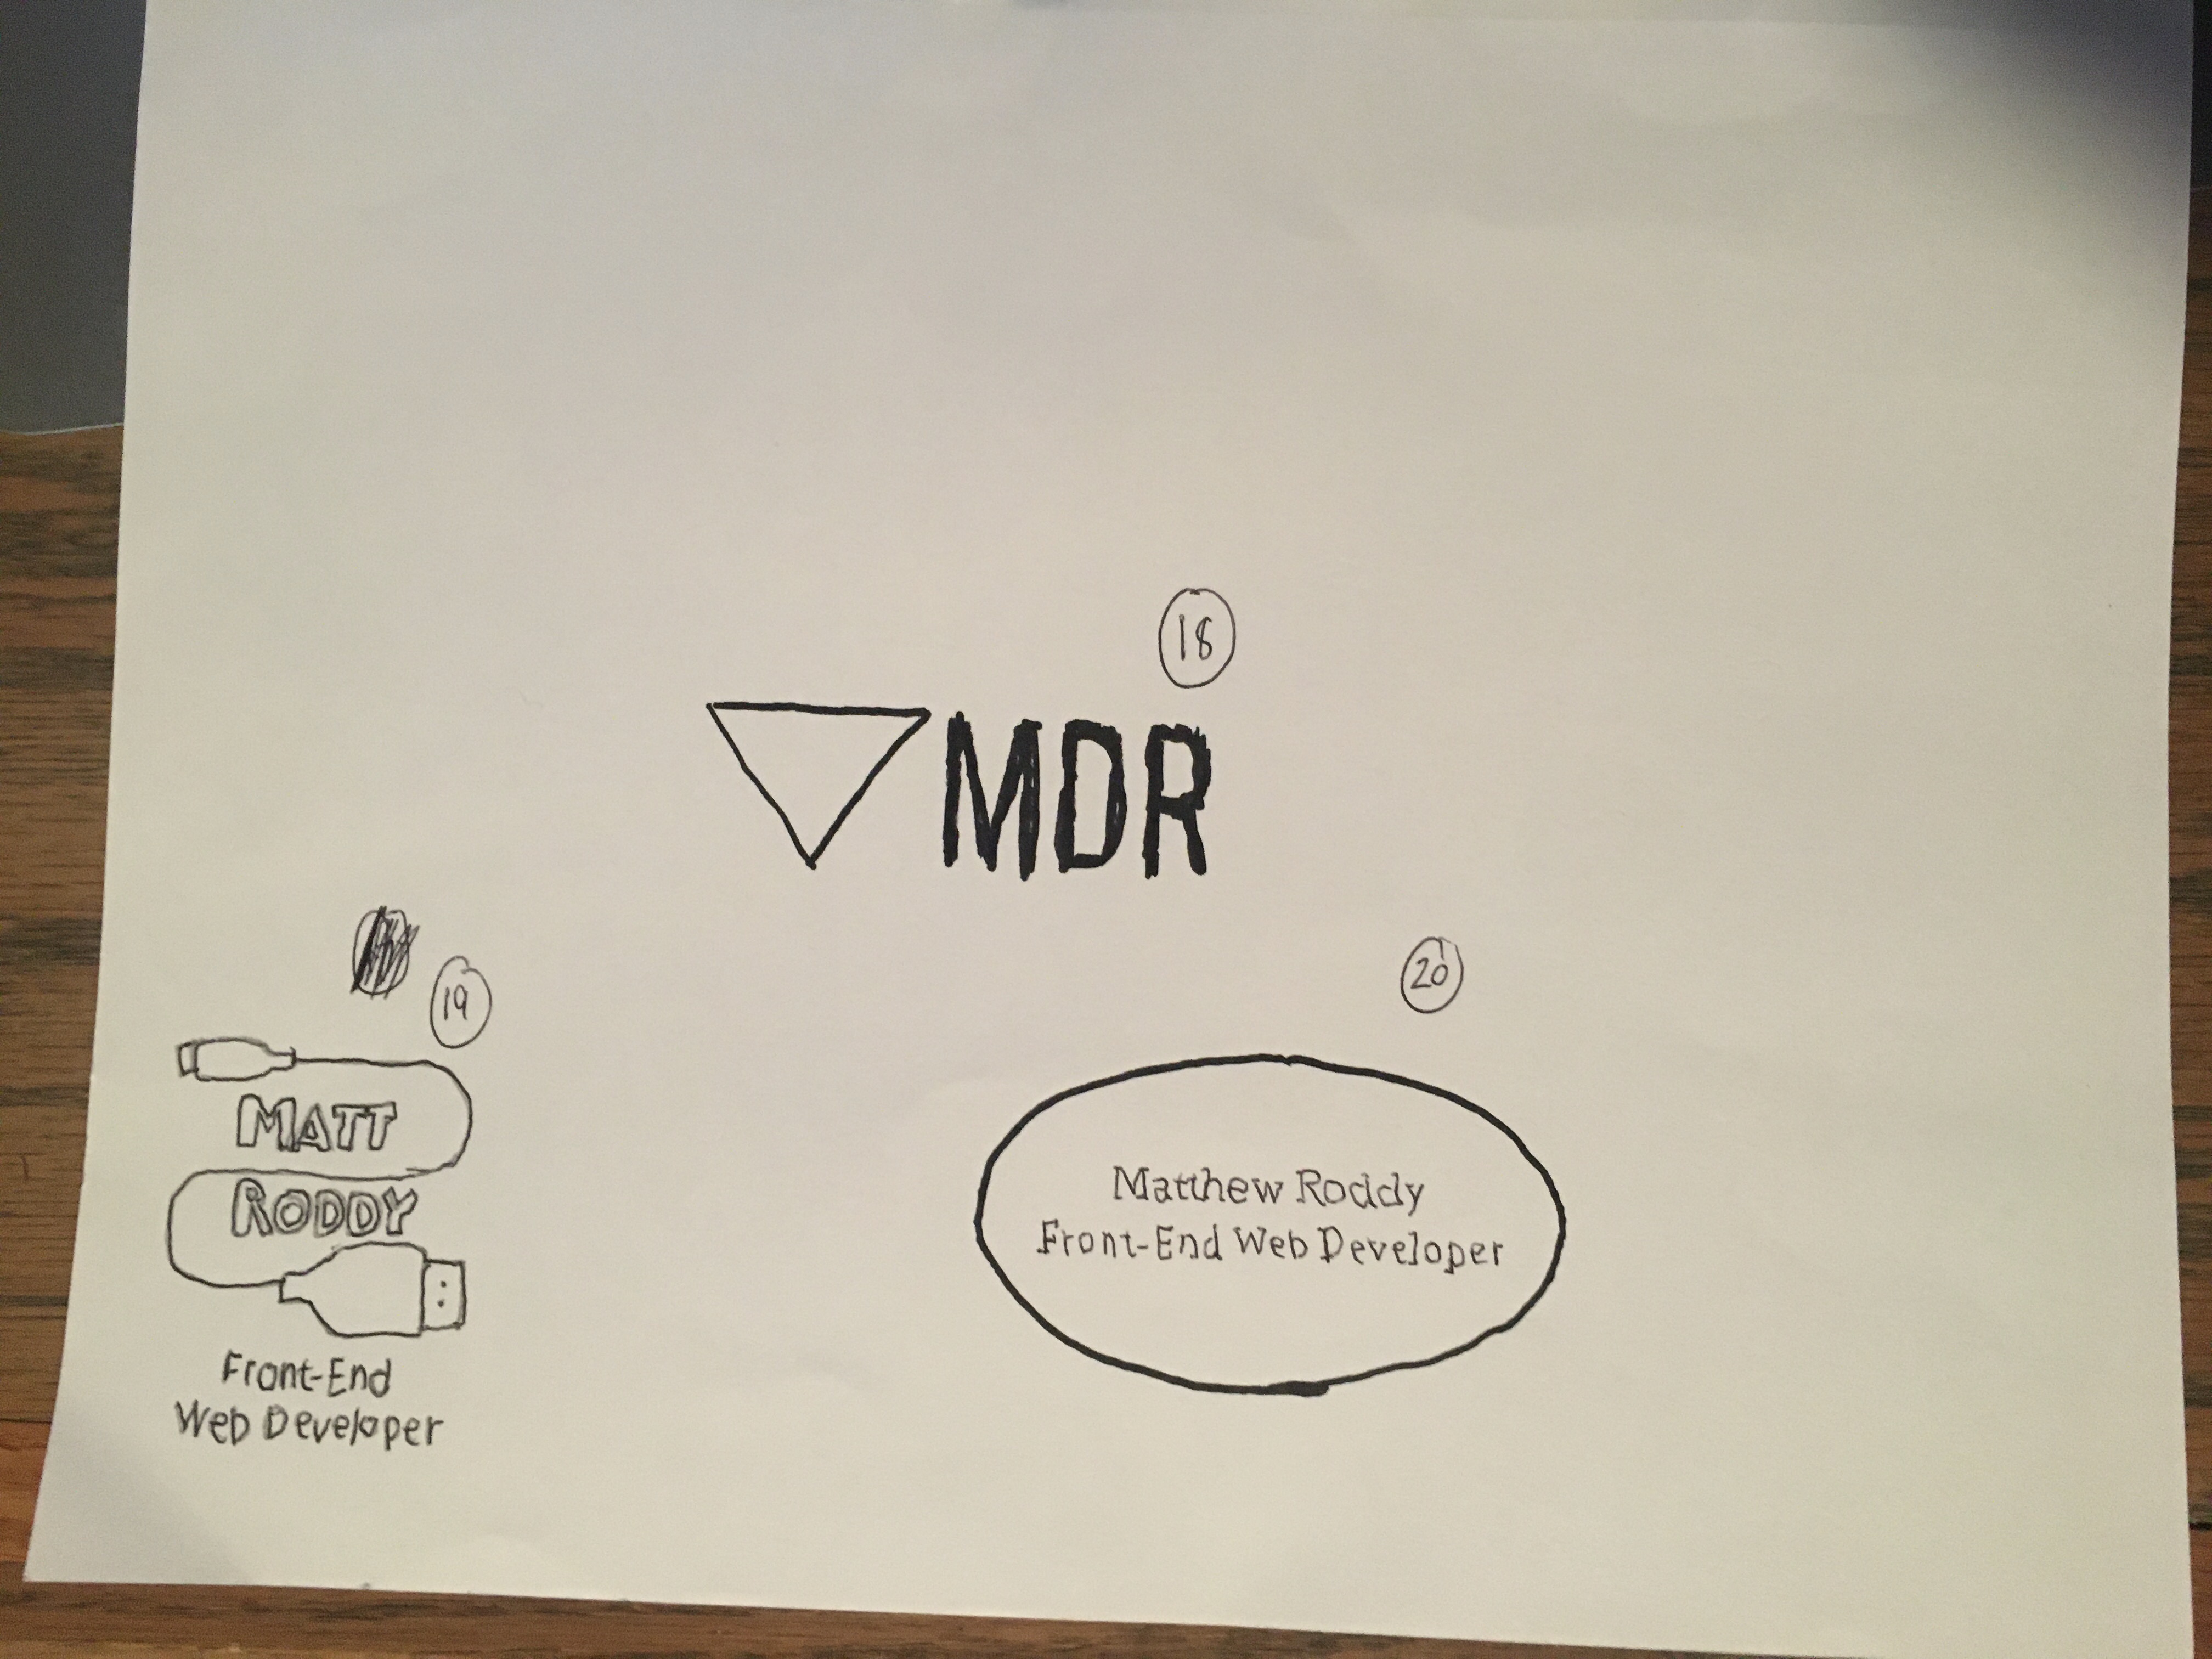 18
MDR
19
MATT
RODDY
Front-End
Web Developer
20
Matthew Roddy
Front-End Web Developer